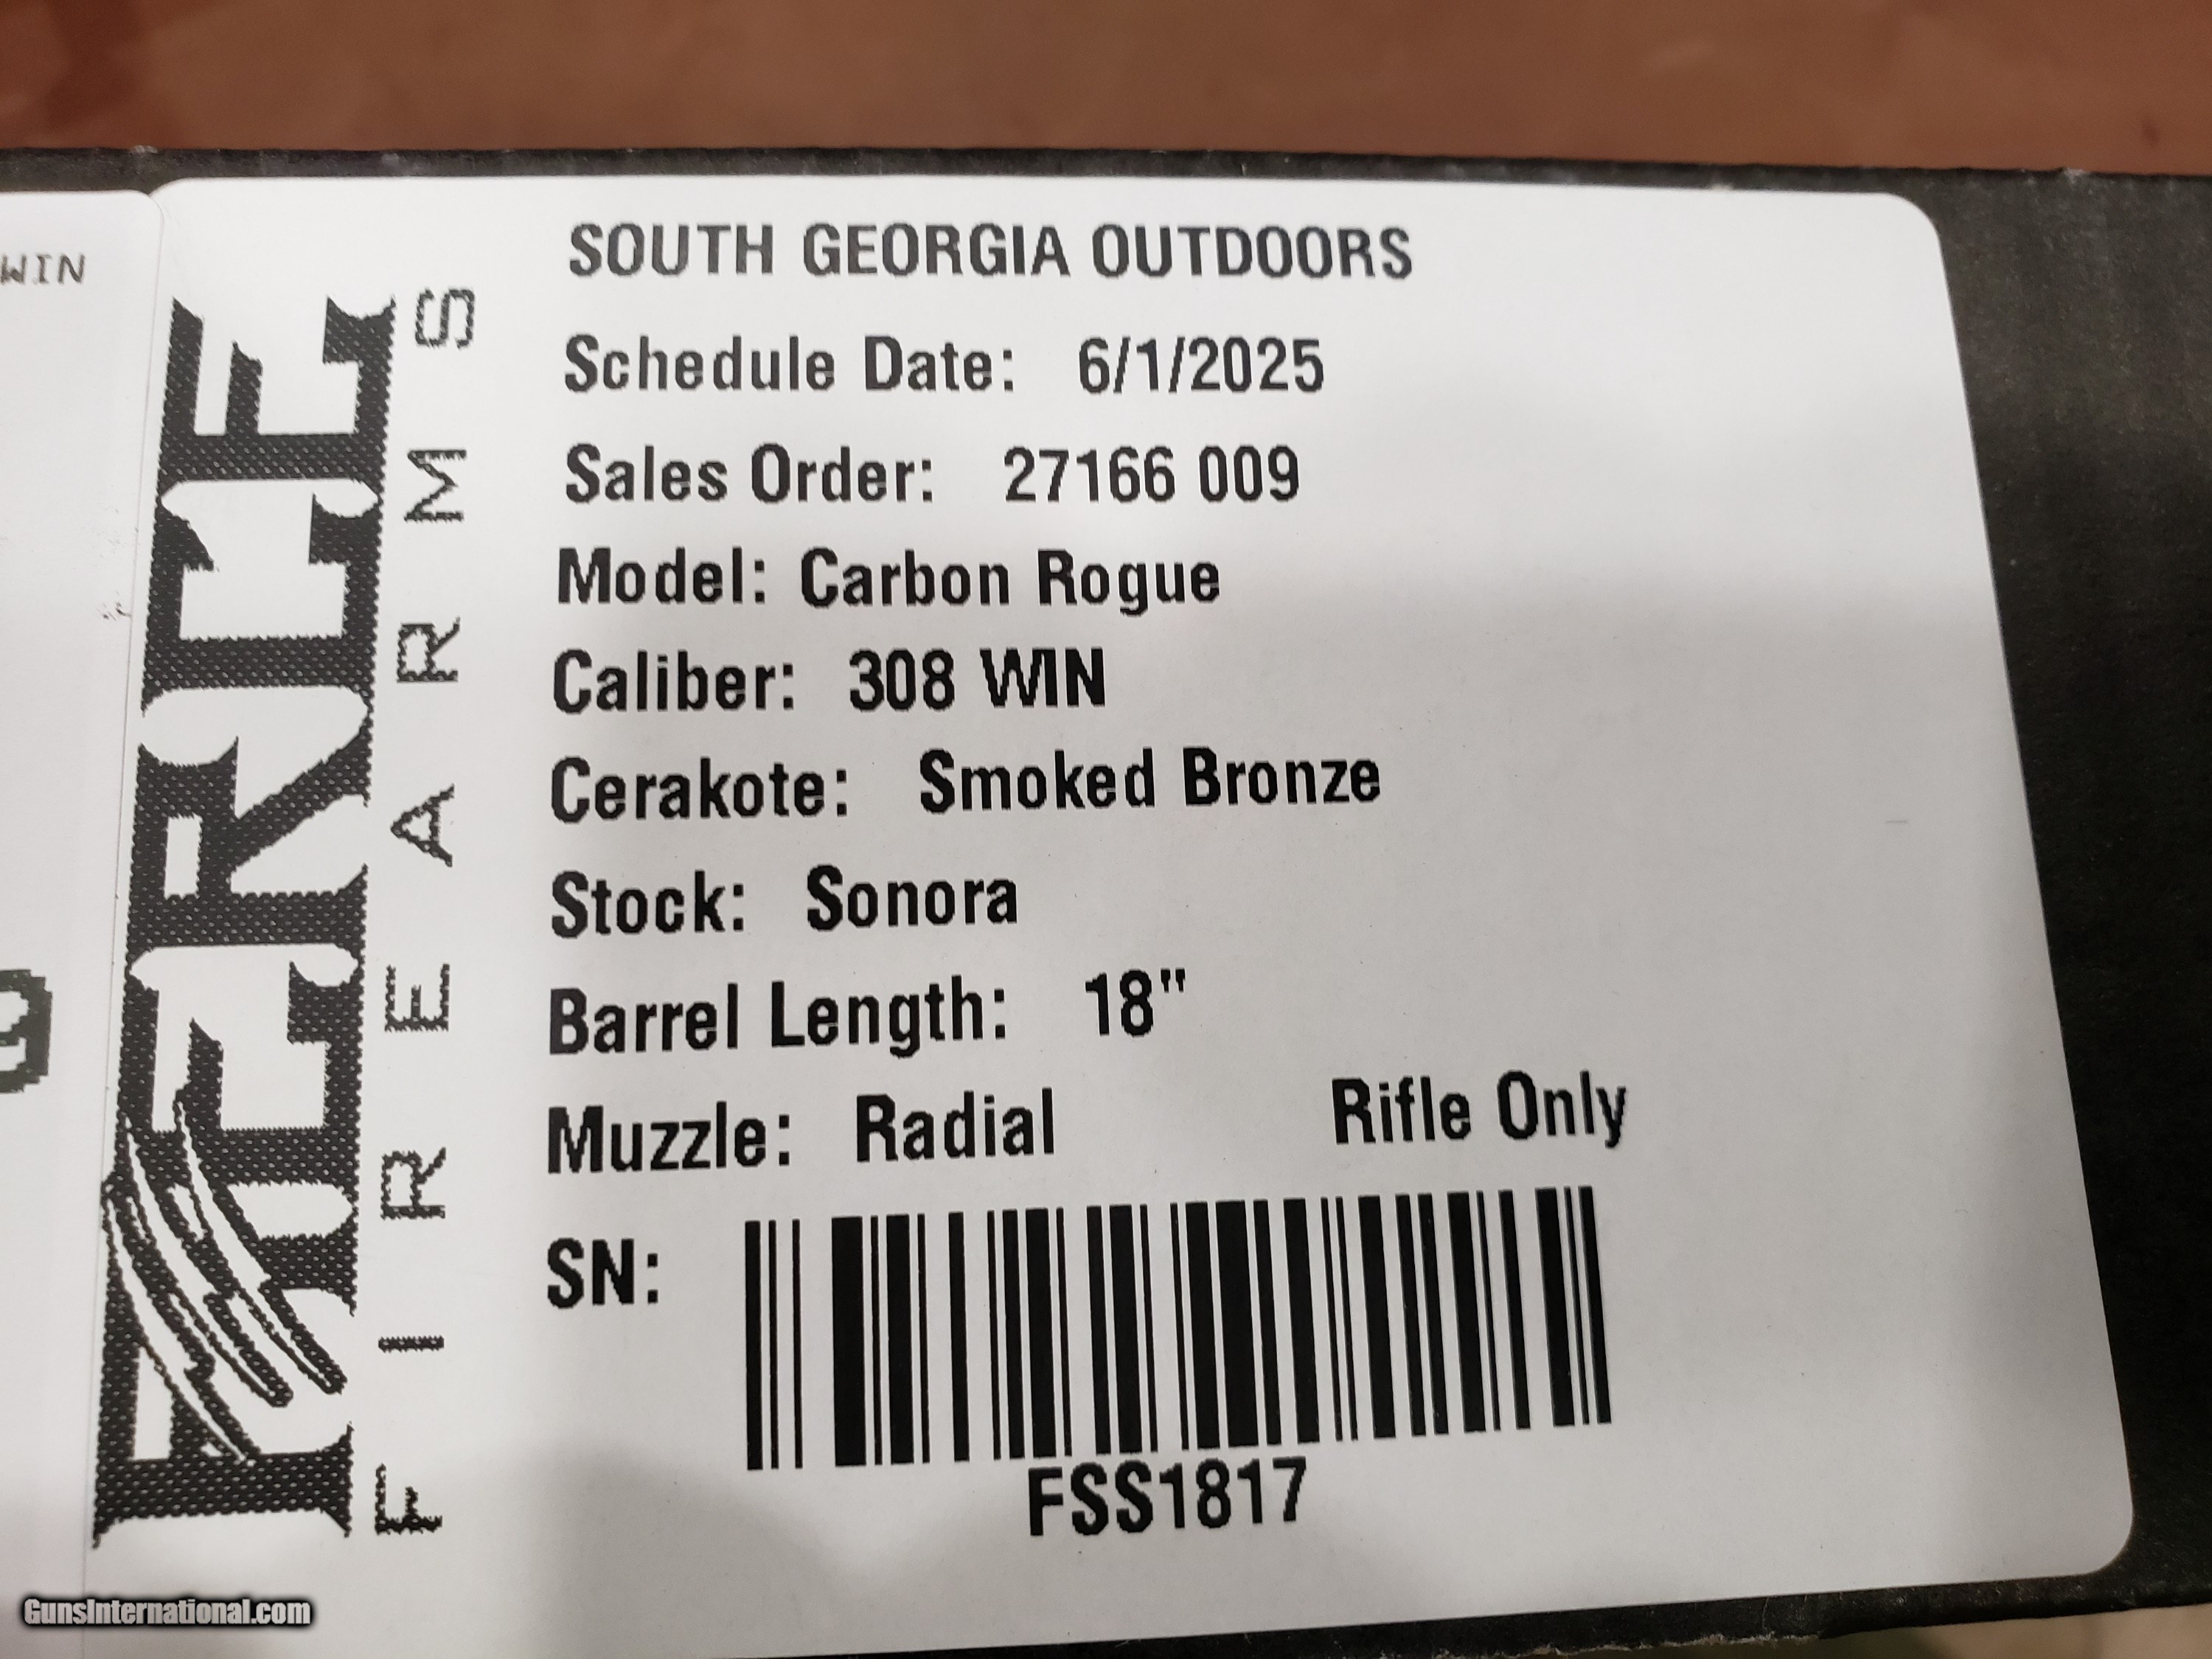 WIN
FIERCE
FIREARMS
SOUTH GEORGIA OUTDOORS
Schedule Date: 6/1/2025
Sales Order: 27166 009
Model: Carbon Rogue
Caliber: 308 WIN
Cerakote: Smoked Bronze
Stock: Sonora
Barrel Length: 18"
Muzzle: Radial Rifle Only
SN:
FSS1817
GunsInternational.com